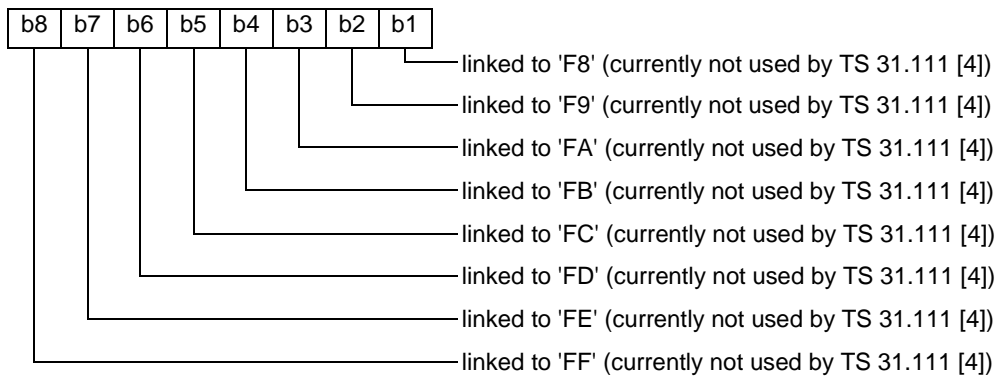 b8 b7 b6 b5 b4 b3 b2 b1
linked to 'F8' (currently not used by TS 31.111 [4])
linked to 'F9' (currently not used by TS 31.111 [4])
linked to 'FA' (currently not used by TS 31.111 [4])
linked to 'FB' (currently not used by TS 31.111 [4])
linked to 'FC' (currently not used by TS 31.111 [4])
linked to 'FD' (currently not used by TS 31.111 [4])
linked to 'FE' (currently not used by TS 31.111 [4])
linked to 'FF' (currently not used by TS 31.111 [4])